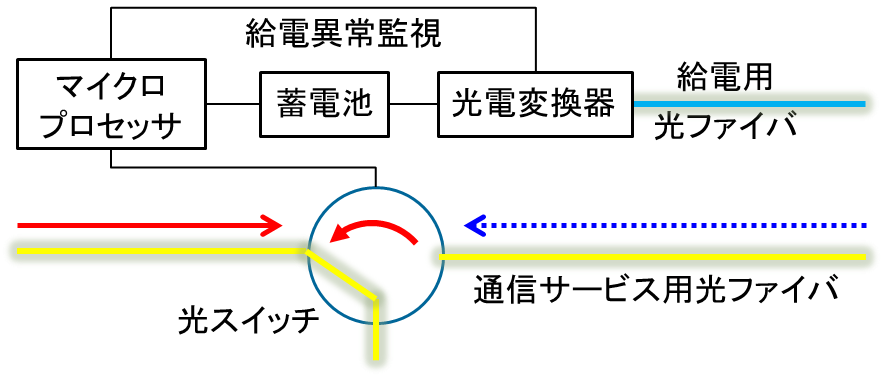 給電異常監視
マイクロ
プロセッサ
蓄電池
光電変換器
給電用
光ファイバ
光スイッチ
通信サービス用光ファイバ